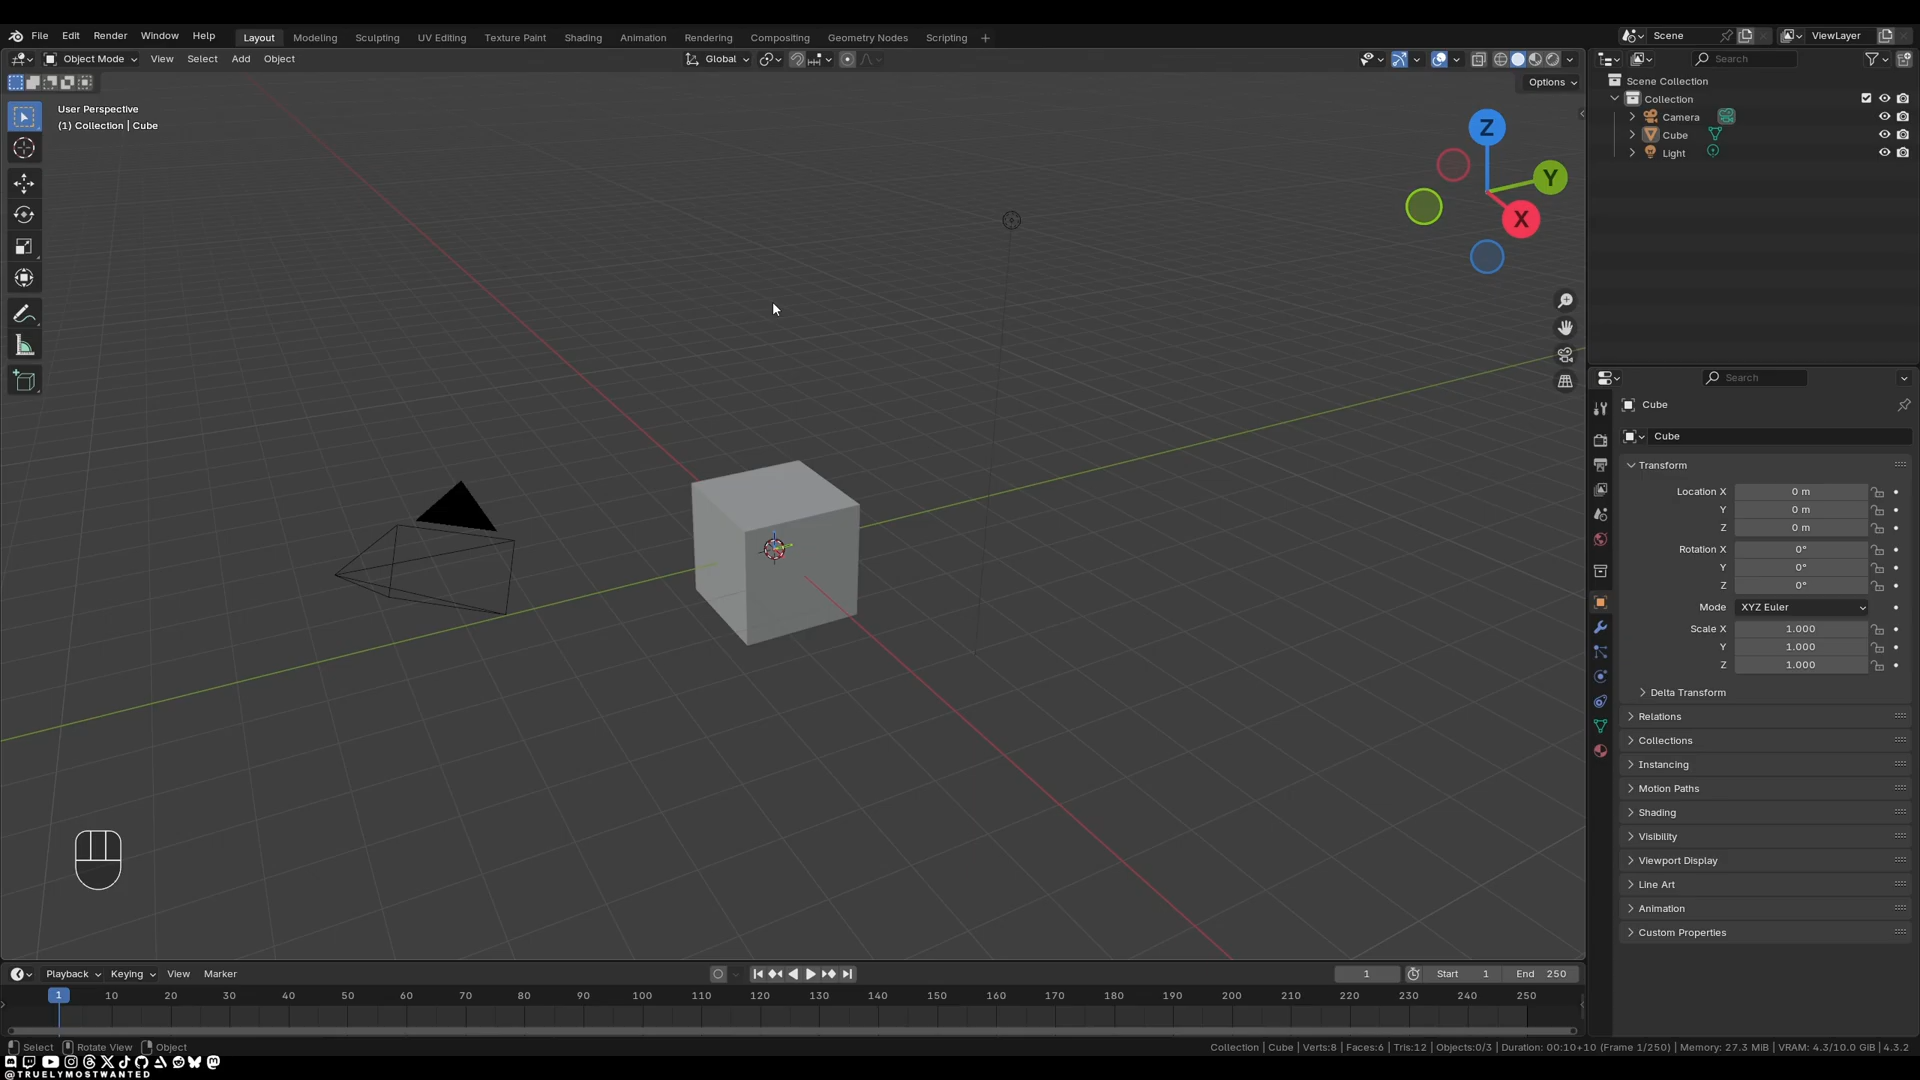 File Edit Render Window Help Layout Modeling Sculpting UV Editing Texture Paint Shading Animation Rendering Compositing Geometry Nodes Scripting + Scene ViewLayer
Object Mode View Select Add Object Global Search
Options
User Perspective
(1) Collection | Cube
Z
Y
X
Scene Collection
Collection
Camera
Cube
Light
Search
Cube
Cube
Transform
Location X 0 m
Y 0 m
Z 0 m
Rotation X 0°
Y 0°
Z 0°
Mode XYZ Euler
Scale X 1.000
Y 1.000
Z 1.000
Delta Transform
Relations
Collections
Instancing
Motion Paths
Shading
Visibility
Viewport Display
Line Art
Animation
Custom Properties
Playback Keying View Marker 1 Start 1 End 250
1 10 20 30 40 50 60 70 80 90 100 110 120 130 140 150 160 170 180 190 200 210 220 230 240 250
Select Rotate View Object Collection | Cube | Verts:8 | Faces:6 | Tris:12 | Objects:0/3 | Duration: 00:10+10 (Frame 1/250) | Memory: 27.3 MiB | VRAM: 4.3/10.0 GiB | 4.3.2
@TRUELYMOSTWANTED